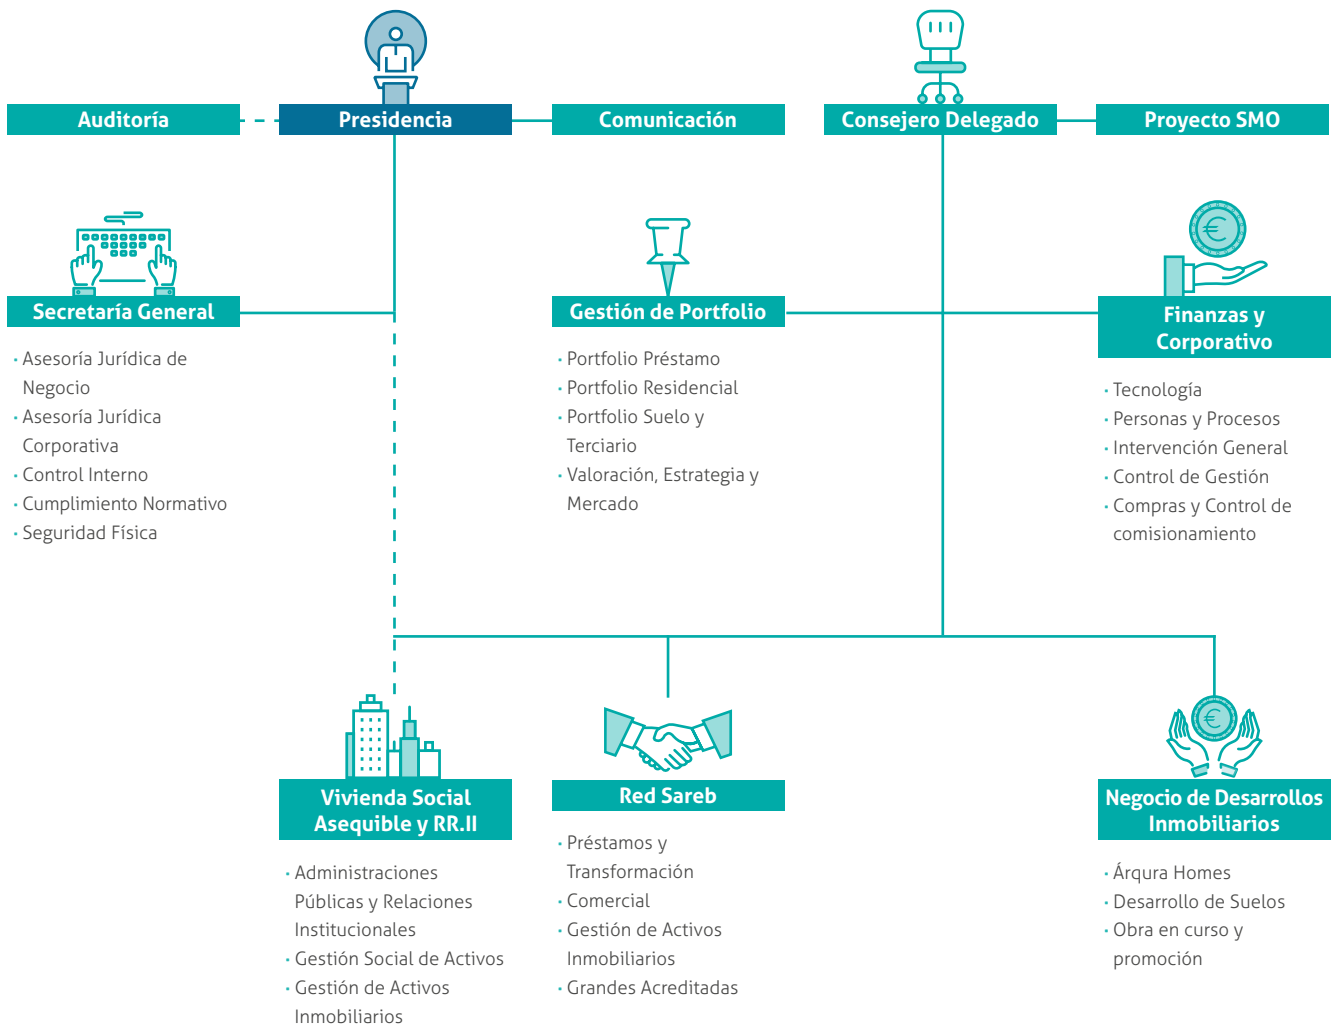 Auditoría
Presidencia
Comunicación
Consejero Delegado
Proyecto SMO
Secretaría General
· Asesoría Jurídica de
Negocio
· Asesoría Jurídica
Corporativa
· Control Interno
· Cumplimiento Normativo
· Seguridad Física
Gestión de Portfolio
· Portfolio Préstamo
· Portfolio Residencial
· Portfolio Suelo y
Terciario
· Valoración, Estrategia y
Mercado
Finanzas y
Corporativo
· Tecnología
· Personas y Procesos
· Intervención General
· Control de Gestión
· Compras y Control de
comisionamiento
Vivienda Social
Asequible y RR.II
· Administraciones
Públicas y Relaciones
Institucionales
· Gestión Social de Activos
· Gestión de Activos
Inmobiliarios
Red Sareb
· Préstamos y
Transformación
· Comercial
· Gestión de Activos
Inmobiliarios
· Grandes Acreditadas
Negocio de Desarrollos
Inmobiliarios
· Árqura Homes
· Desarrollo de Suelos
· Obra en curso y
promoción